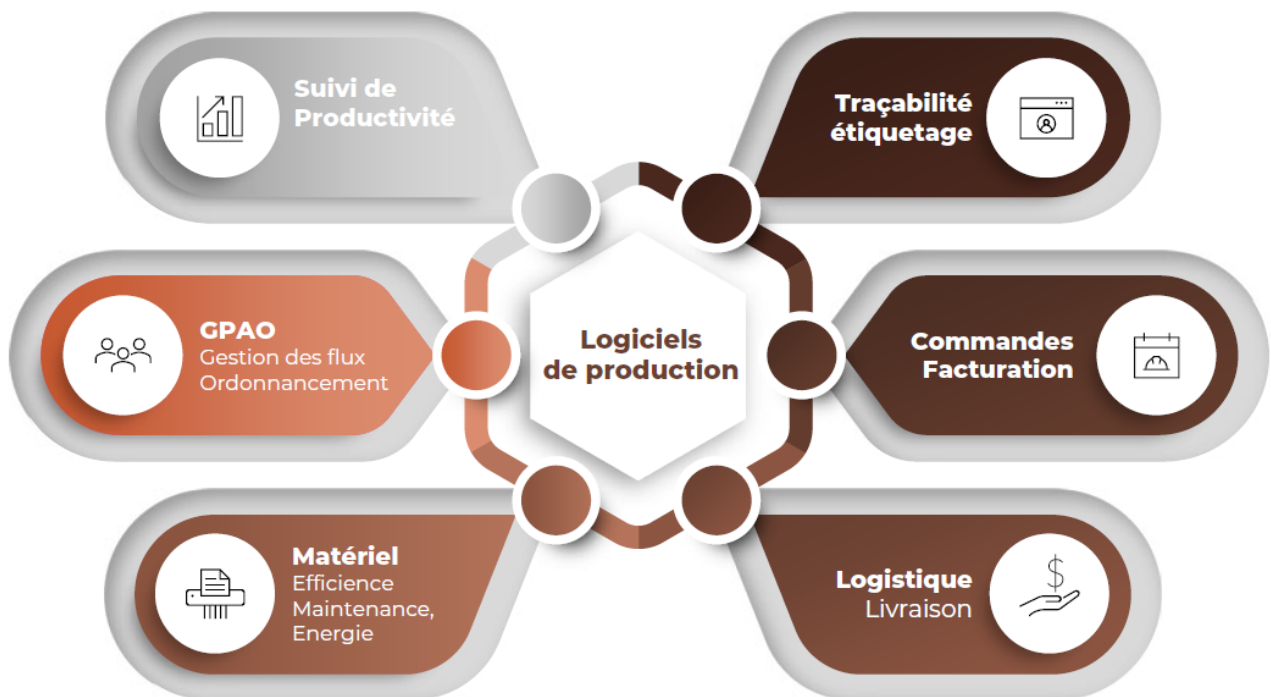 Suivi de
Productivité
Traçabilité
étiquetage
GPAO
Gestion des flux
Ordonnancement
Logiciels
de production
Commandes
Facturation
Matériel
Efficience
Maintenance,
Energie
Logistique
Livraison